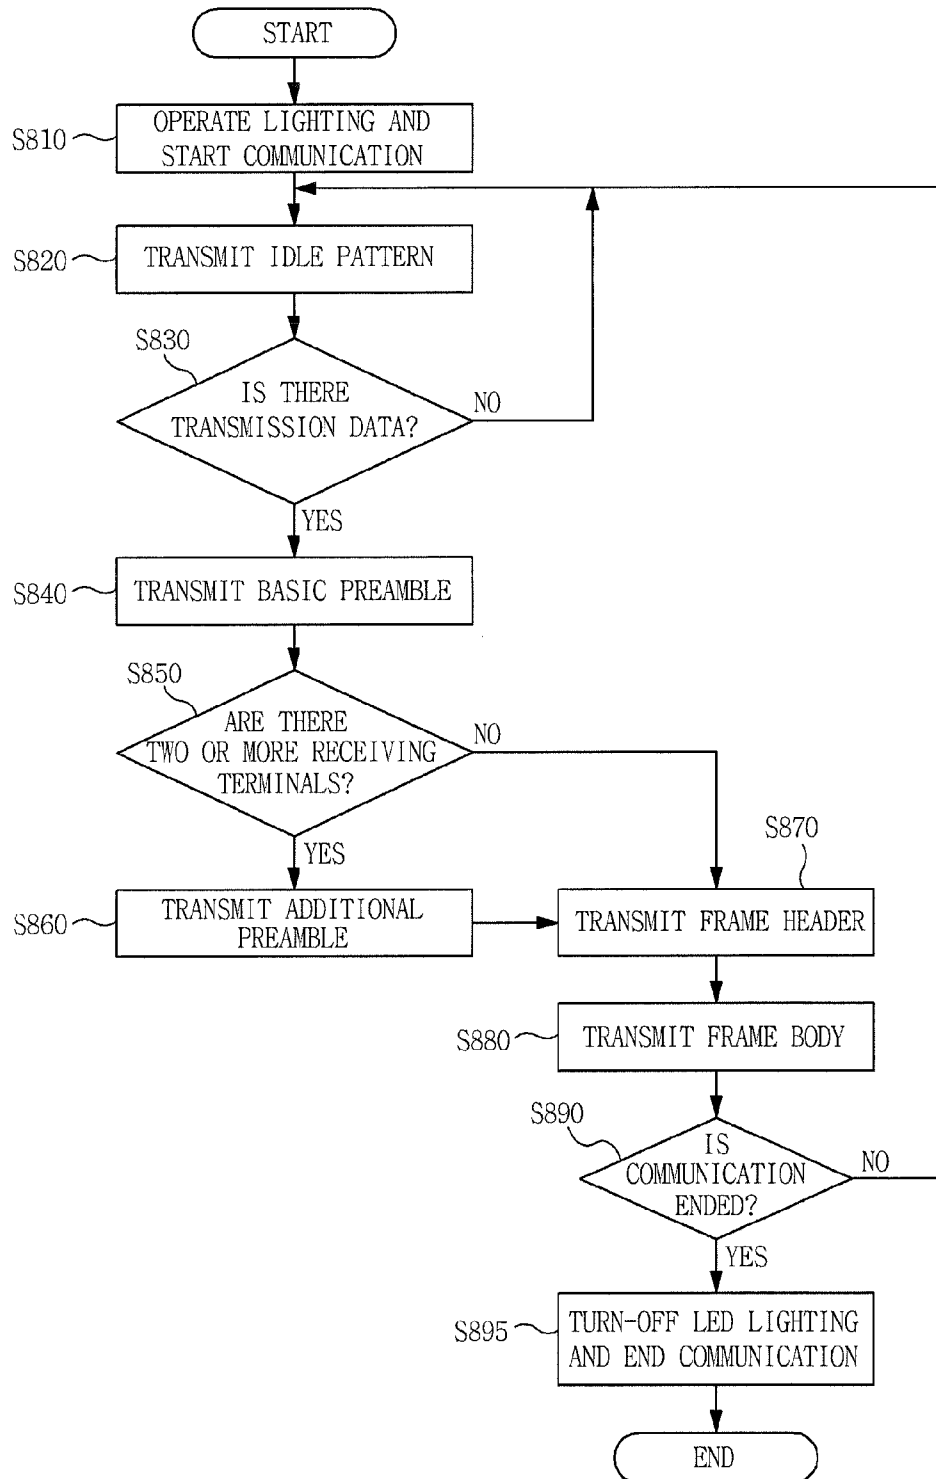 START
S810
OPERATE LIGHTING AND
START COMMUNICATION
S820
TRANSMIT IDLE PATTERN
S830
IS THERE
TRANSMISSION DATA?
NO
YES
S840
TRANSMIT BASIC PREAMBLE
S850
ARE THERE
TWO OR MORE RECEIVING
TERMINALS?
NO
YES
S860
TRANSMIT ADDITIONAL
PREAMBLE
S870
TRANSMIT FRAME HEADER
S880
TRANSMIT FRAME BODY
S890
IS
COMMUNICATION
ENDED?
NO
YES
S895
TURN-OFF LED LIGHTING
AND END COMMUNICATION
END